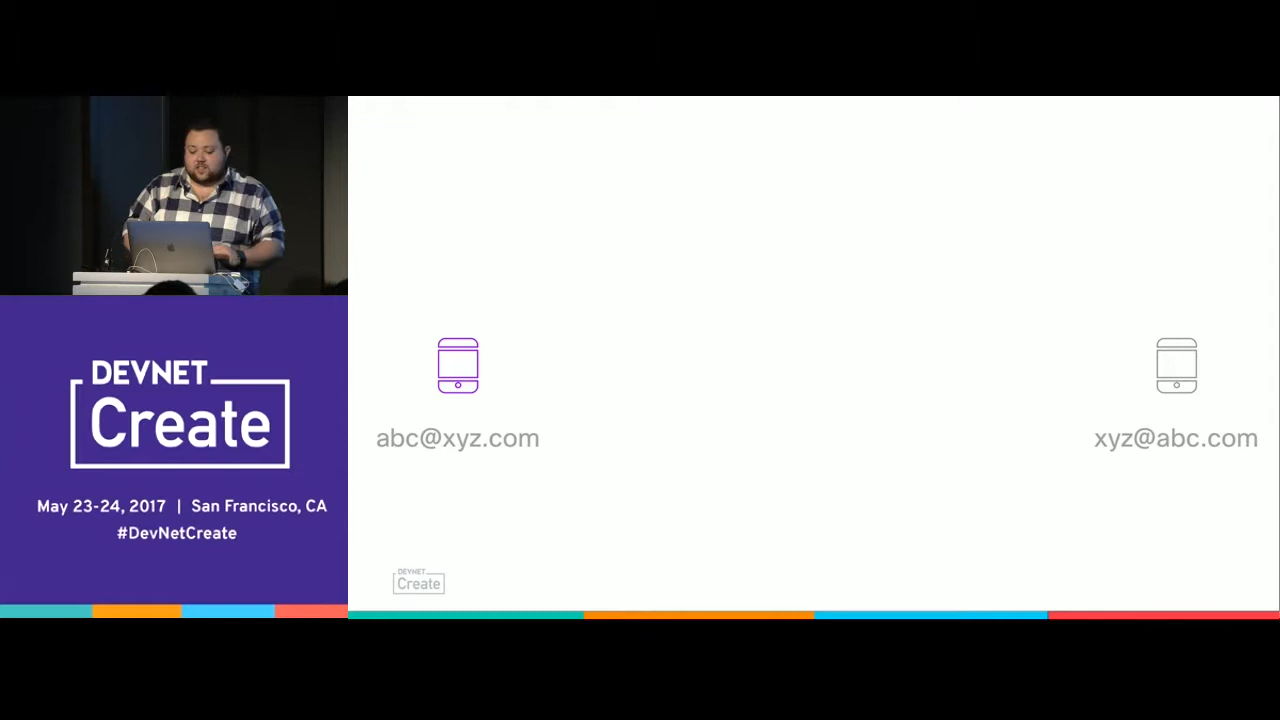 DEVNET
Create
May 23-24, 2017 | San Francisco, CA
#DevNetCreate
abc@xyz.com
xyz@abc.com
DEVNET
Create